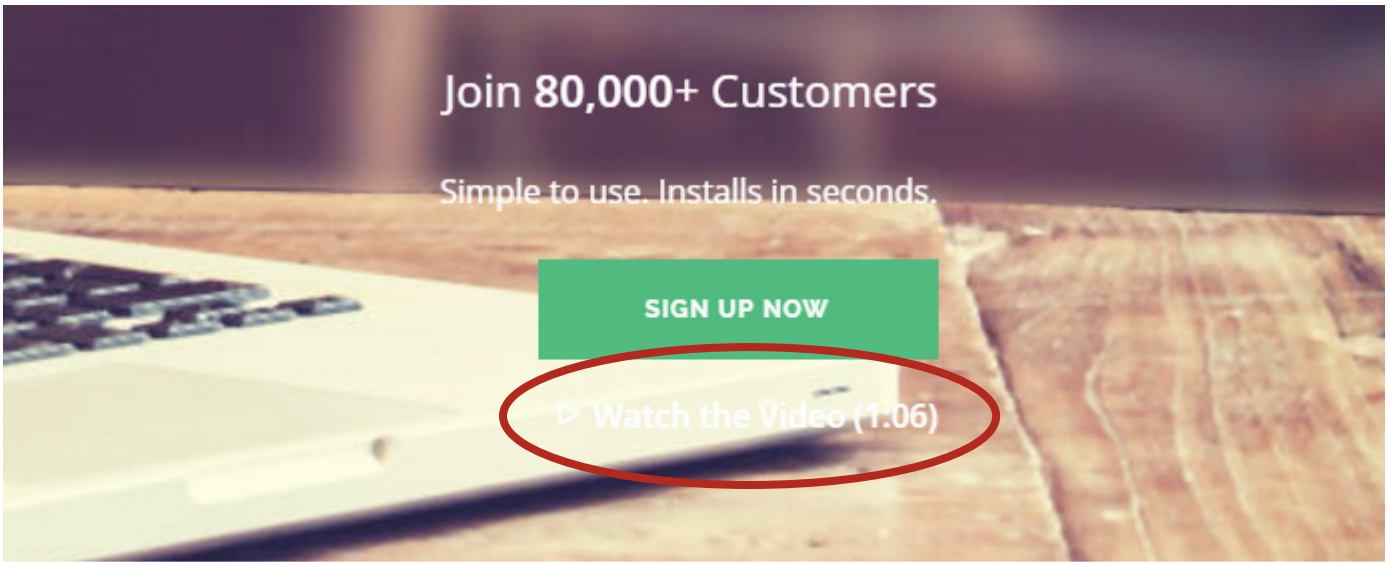 Join 80,000+ Customers
Simple to use. Installs in seconds.
SIGN UP NOW
Watch the Video (1:06)